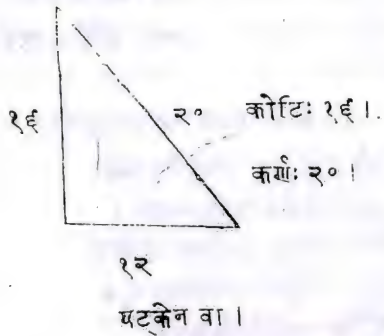 १६
२०
कोटिः १६ ।
कर्णः २० ।
१२
षट्केन वा ।